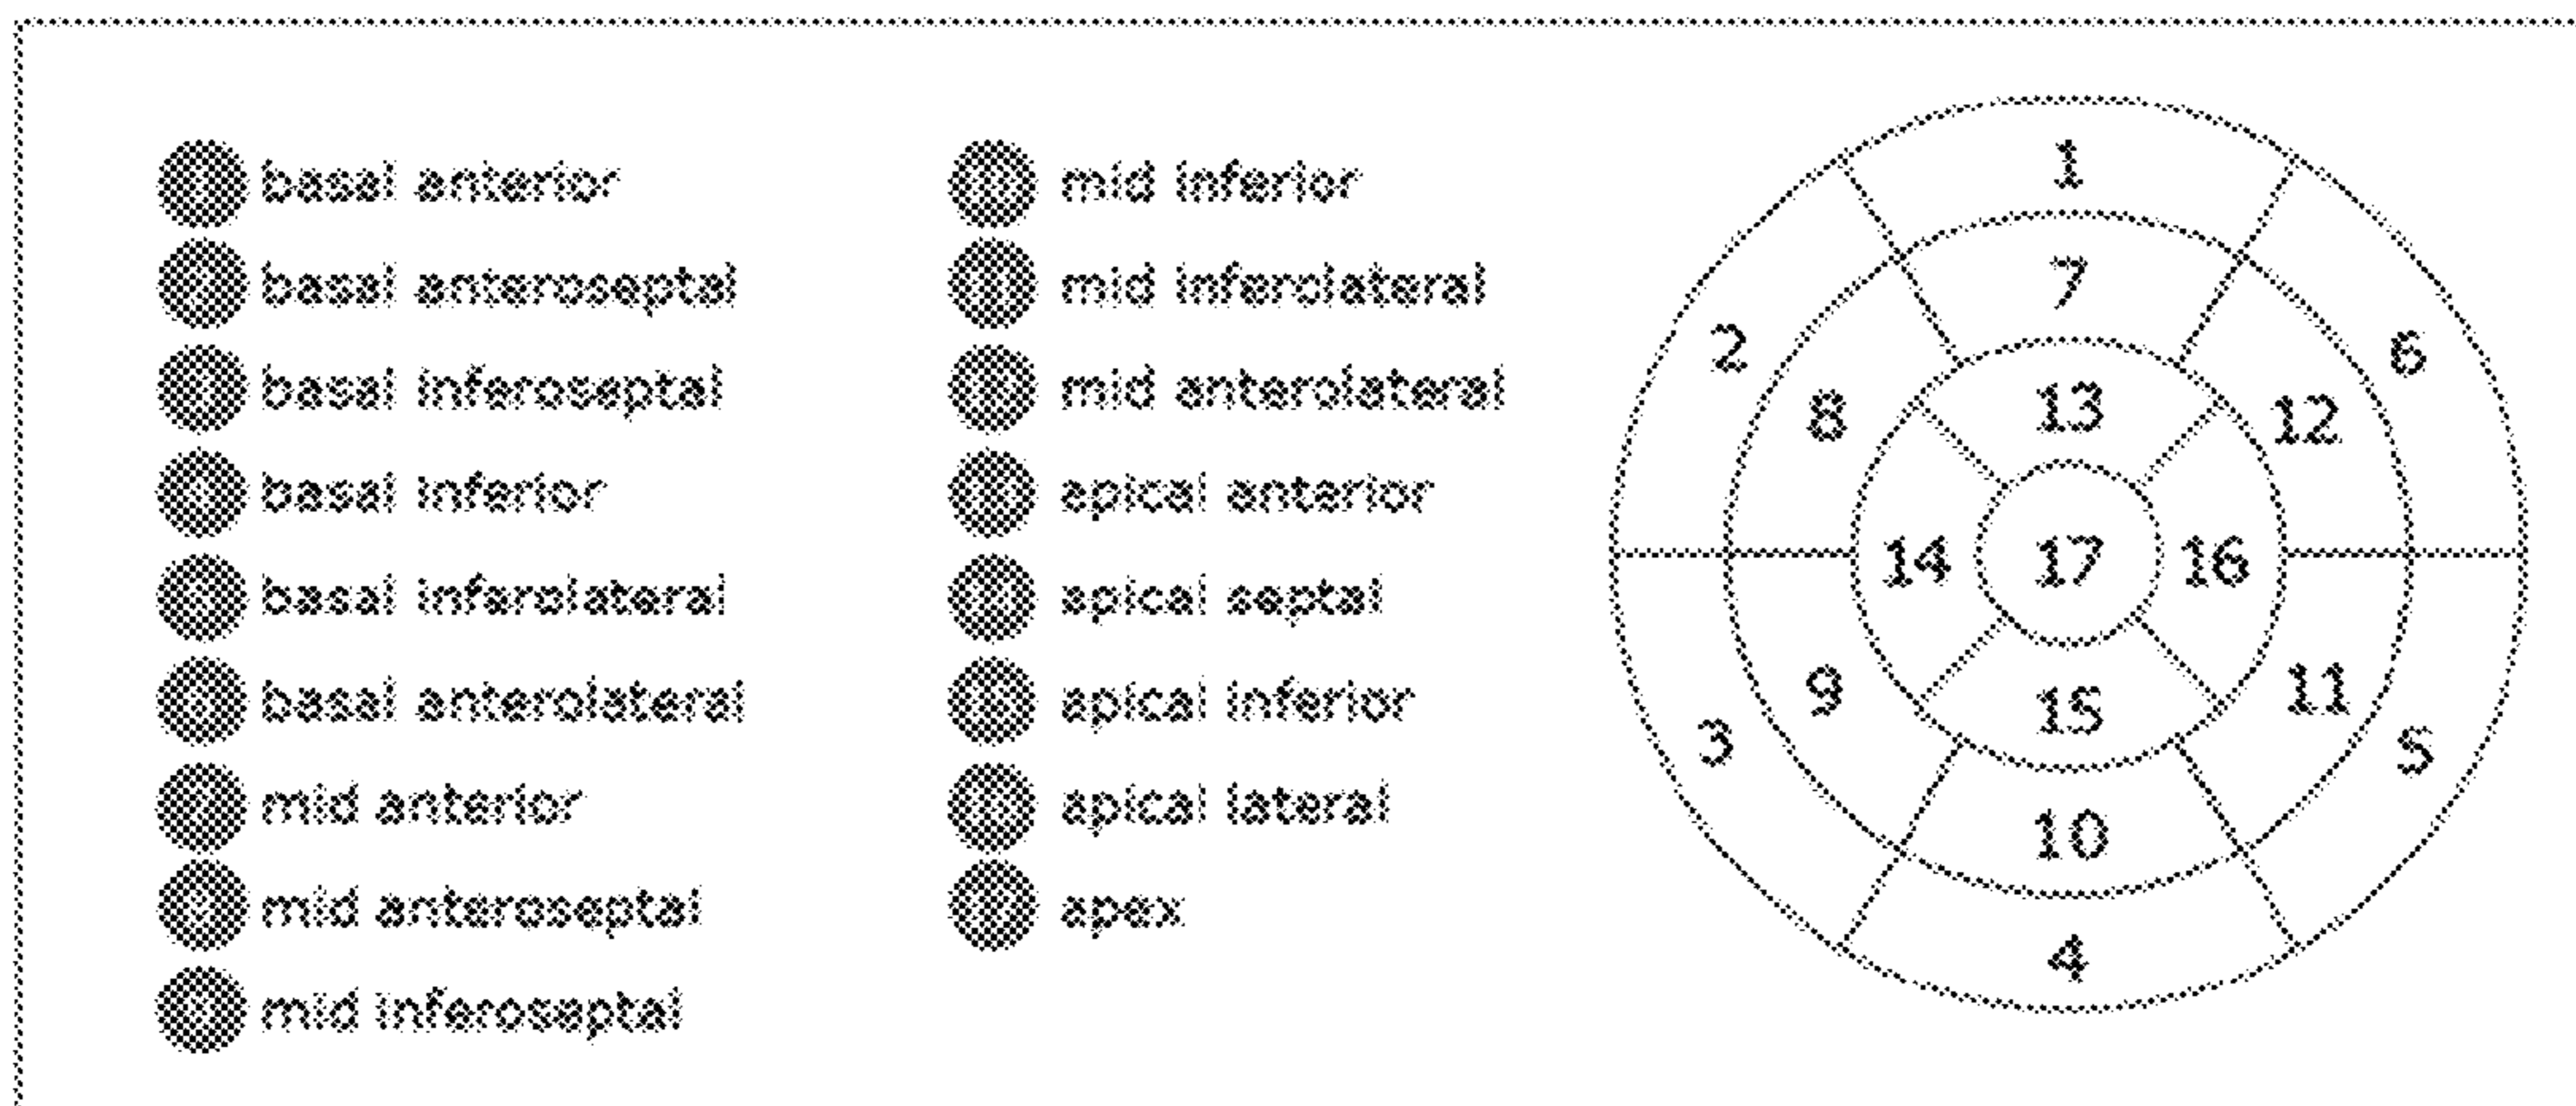 basal anterior
basal anteroseptal
basal inferoseptal
basal inferior
basal inferolateral
basal anterolateral
mid anterior
mid anteroseptal
mid inferoseptal
mid inferior
mid inferolateral
mid anterolateral
apical anterior
apical septal
apical inferior
apical lateral
apex
1
7
2
6
8
13
12
14
17
16
9
15
11
3
5
10
4